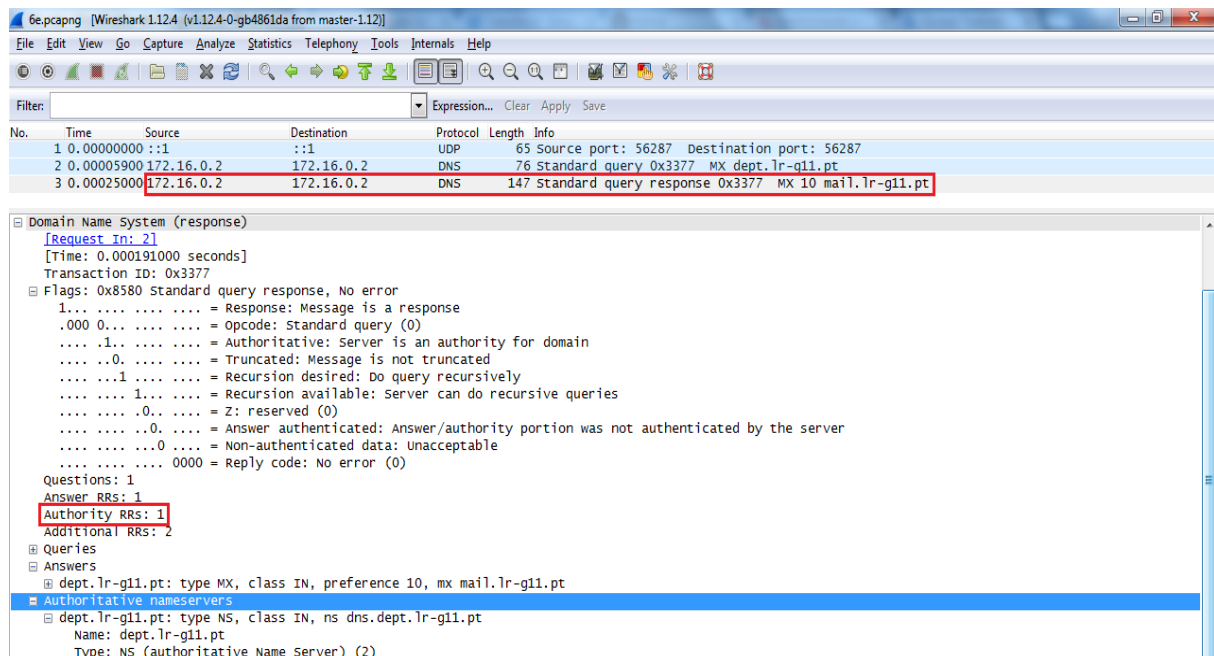 6e.pcapng [Wireshark 1.12.4 (v1.12.4-0-gb4861da from master-1.12)]
File Edit View Go Capture Analyze Statistics Telephony Tools Internals Help
Filter: Expression... Clear Apply Save
No. Time Source Destination Protocol Length Info
1 0.00000000 ::1 ::1 UDP 65 Source port: 56287 Destination port: 56287
2 0.00005900 172.16.0.2 172.16.0.2 DNS 76 Standard query 0x3377 MX dept.lr-g11.pt
3 0.00025000 172.16.0.2 172.16.0.2 DNS 147 Standard query response 0x3377 MX 10 mail.lr-g11.pt
Domain Name System (response)
[Request In: 2]
[Time: 0.000191000 seconds]
Transaction ID: 0x3377
Flags: 0x8580 Standard query response, No error
1... .... .... .... = Response: Message is a response
.000 0... .... .... = Opcode: Standard query (0)
.... .1.. .... .... = Authoritative: Server is an authority for domain
.... ..0. .... .... = Truncated: Message is not truncated
.... ...1 .... .... = Recursion desired: Do query recursively
.... .... 1... .... = Recursion available: Server can do recursive queries
.... .... .0.. .... = Z: reserved (0)
.... .... ..0. .... = Answer authenticated: Answer/authority portion was not authenticated by the server
.... .... ...0 .... = Non-authenticated data: Unacceptable
.... .... .... 0000 = Reply code: No error (0)
Questions: 1
Answer RRs: 1
Authority RRs: 1
Additional RRs: 2
Queries
Answers
dept.lr-g11.pt: type MX, class IN, preference 10, mx mail.lr-g11.pt
Authoritative nameservers
dept.lr-g11.pt: type NS, class IN, ns dns.dept.lr-g11.pt
Name: dept.lr-g11.pt
Type: NS (authoritative Name Server) (2)